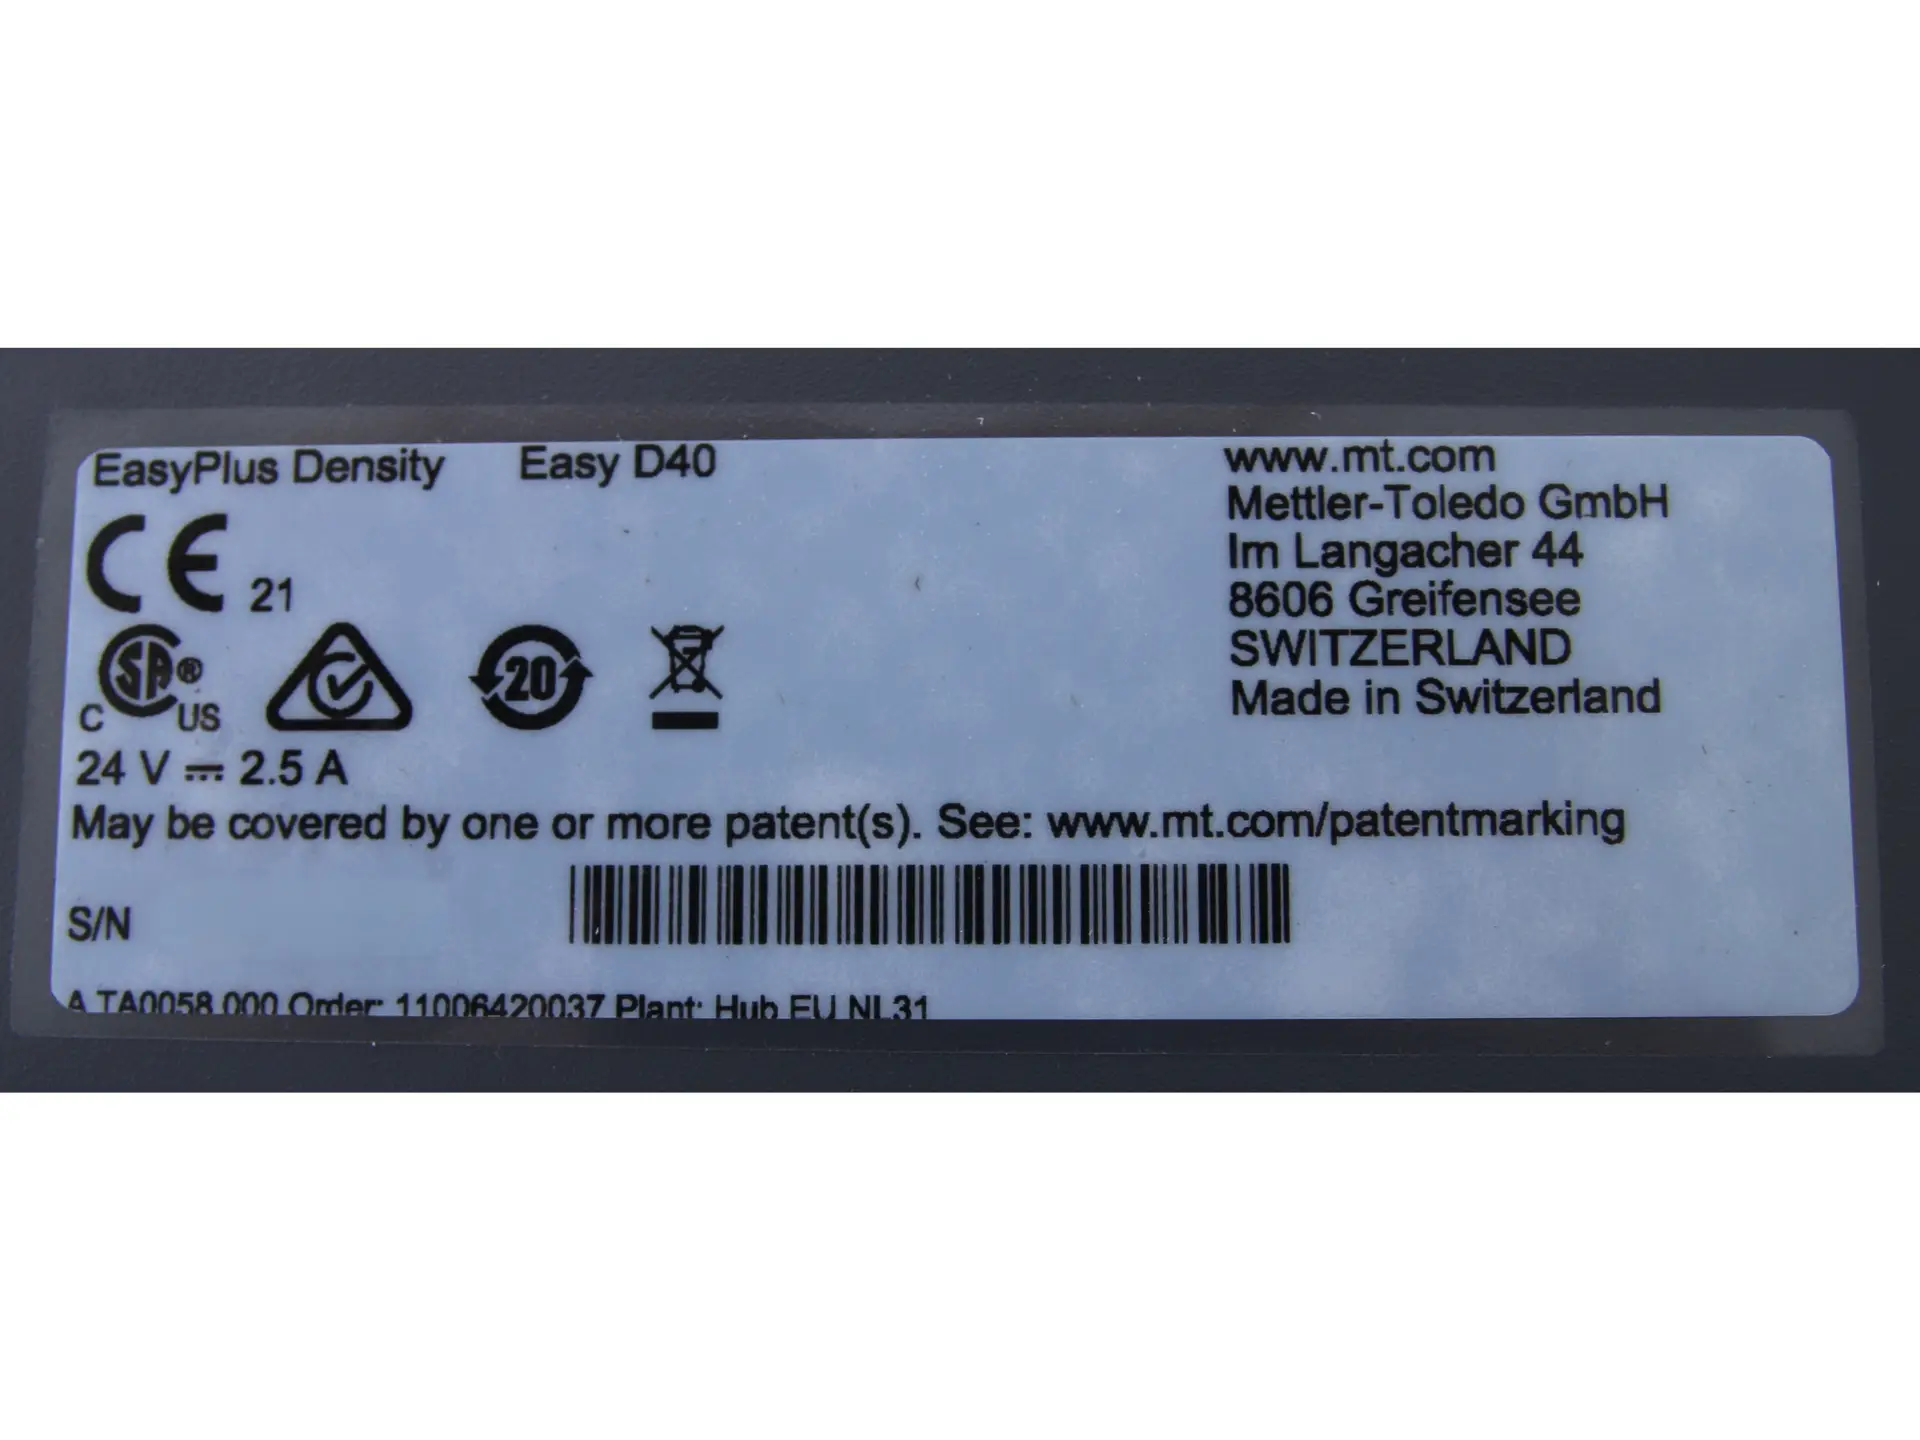 EasyPlus Density Easy D40
www.mt.com
Mettler-Toledo GmbH
Im Langacher 44
8606 Greifensee
SWITZERLAND
Made in Switzerland
CE 21
C SA® US
20
24 V ⎓ 2.5 A
May be covered by one or more patent(s). See: www.mt.com/patentmarking
S/N
A TA0058.000 Order: 11006420037 Plant: Hub EU NL31